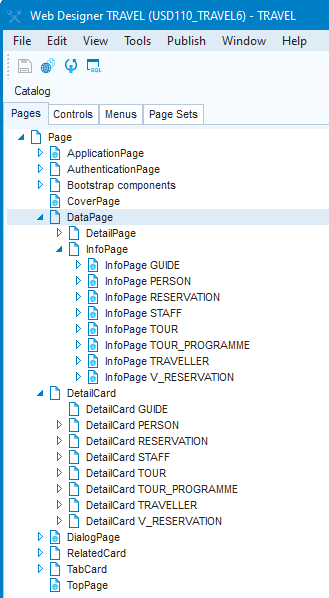 Web Designer TRAVEL (USD110_TRAVEL6) - TRAVEL
File Edit View Tools Publish Window Help
SQL
Catalog
Pages Controls Menus Page Sets
Page
ApplicationPage
AuthenticationPage
Bootstrap components
CoverPage
DataPage
DetailPage
InfoPage
InfoPage GUIDE
InfoPage PERSON
InfoPage RESERVATION
InfoPage STAFF
InfoPage TOUR
InfoPage TOUR_PROGRAMME
InfoPage TRAVELLER
InfoPage V_RESERVATION
DetailCard
DetailCard GUIDE
DetailCard PERSON
DetailCard RESERVATION
DetailCard STAFF
DetailCard TOUR
DetailCard TOUR_PROGRAMME
DetailCard TRAVELLER
DetailCard V_RESERVATION
DialogPage
RelatedCard
TabCard
TopPage